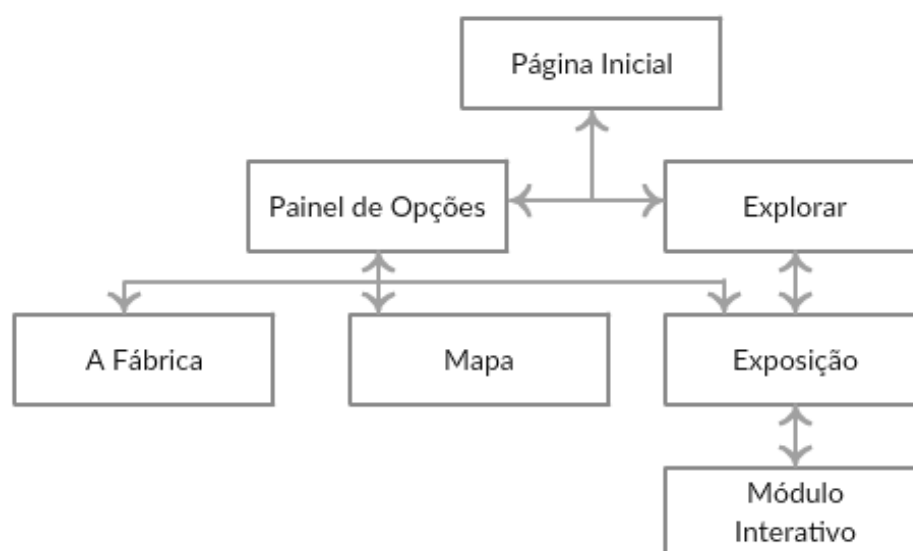 Página Inicial
Painel de Opções
Explorar
A Fábrica
Mapa
Exposição
Módulo
Interativo